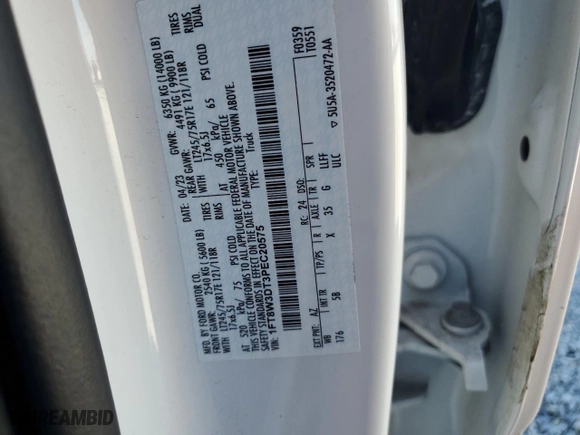 MFD. BY FORD MOTOR CO.
DATE: 04/23 GVWR: 6350 KG (14000 LB)
FRONT GAWR: 2540 KG (5600 LB) REAR GAWR: 4491 KG (9900 LB)
LT245/75R17E 121/118R TIRES LT245/75R17E 121/118R TIRES
WITH 17x6.5J RIMS WITH 17x6.5J RIMS
AT 520 kPa/ 75 PSI COLD AT 450 kPa/ 65 PSI COLD DUAL
THIS VEHICLE CONFORMS TO ALL APPLICABLE FEDERAL MOTOR VEHICLE
SAFETY STANDARDS IN EFFECT ON THE DATE OF MANUFACTURE SHOWN ABOVE.
VIN: 1FT8W3DT3PEC20575 TYPE: Truck
F0359
T0551
EXT PNT: AZ RC: 24 DSO:
WB INT TR TP/PS R AXLE TR SPR
176 5B X 35 G LLFF
ULC
▽ 5U5A-3520472-AA